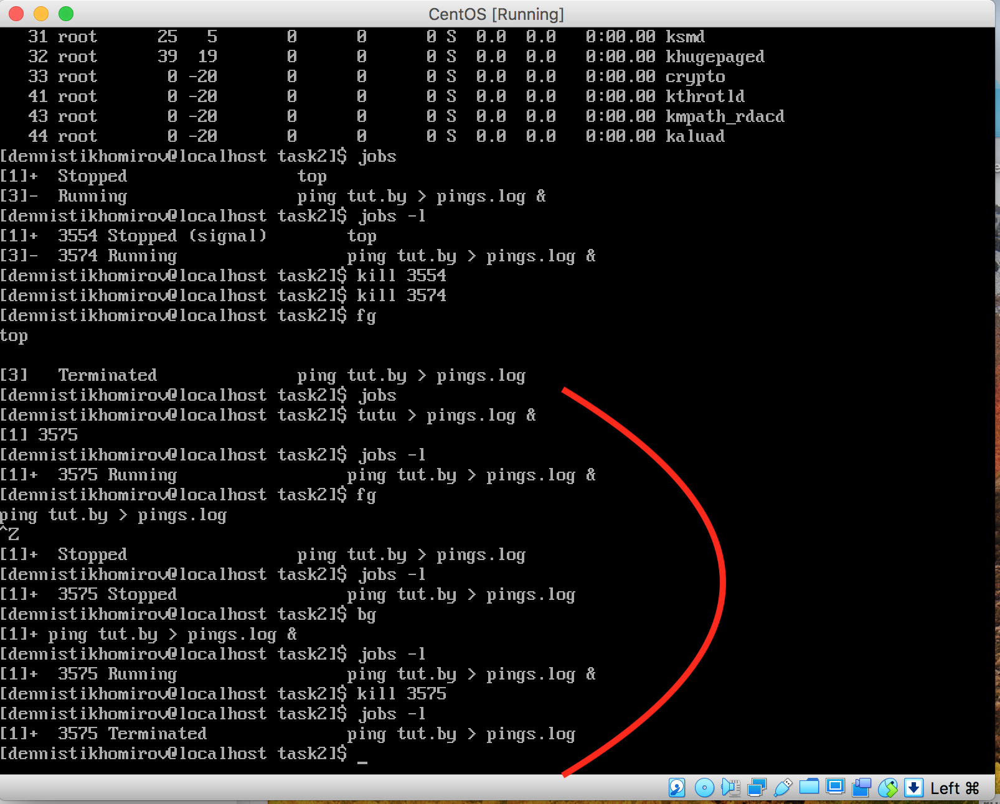 CentOS [Running]
31 root 25 5 0 0 0 S 0.0 0.0 0:00.00 ksmd
32 root 39 19 0 0 0 S 0.0 0.0 0:00.00 khugepaged
33 root 0 -20 0 0 0 S 0.0 0.0 0:00.00 crypto
41 root 0 -20 0 0 0 S 0.0 0.0 0:00.00 kthrotld
43 root 0 -20 0 0 0 S 0.0 0.0 0:00.00 kmpath_rdacd
44 root 0 -20 0 0 0 S 0.0 0.0 0:00.00 kaluad
[dennistikhomirov@localhost task2]$ jobs
[1]+ Stopped top
[3]- Running ping tut.by > pings.log &
[dennistikhomirov@localhost task2]$ jobs -l
[1]+ 3554 Stopped (signal) top
[3]- 3574 Running ping tut.by > pings.log &
[dennistikhomirov@localhost task2]$ kill 3554
[dennistikhomirov@localhost task2]$ kill 3574
[dennistikhomirov@localhost task2]$ fg
top
[3] Terminated ping tut.by > pings.log
[dennistikhomirov@localhost task2]$ jobs
[dennistikhomirov@localhost task2]$ tutu > pings.log &
[1] 3575
[dennistikhomirov@localhost task2]$ jobs -l
[1]+ 3575 Running ping tut.by > pings.log &
[dennistikhomirov@localhost task2]$ fg
ping tut.by > pings.log
^Z
[1]+ Stopped ping tut.by > pings.log
[dennistikhomirov@localhost task2]$ jobs -l
[1]+ 3575 Stopped ping tut.by > pings.log
[dennistikhomirov@localhost task2]$ bg
[1]+ ping tut.by > pings.log &
[dennistikhomirov@localhost task2]$ jobs -l
[1]+ 3575 Running ping tut.by > pings.log &
[dennistikhomirov@localhost task2]$ kill 3575
[dennistikhomirov@localhost task2]$ jobs -l
[1]+ 3575 Terminated ping tut.by > pings.log
[dennistikhomirov@localhost task2]$ _
Left ⌘